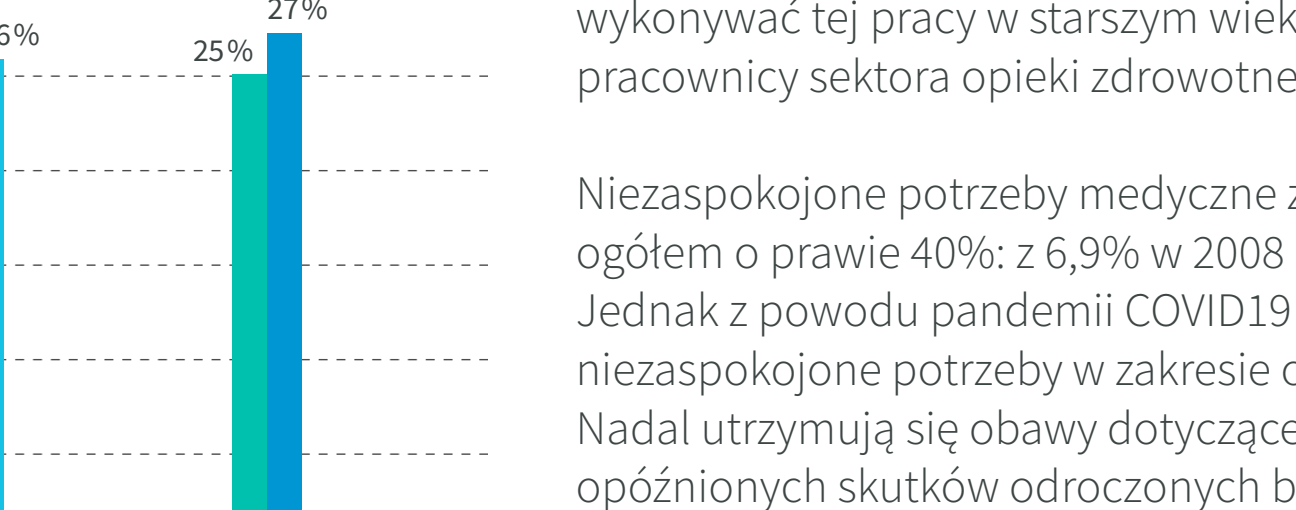 27%
6%
25%
wykonywać tej pracy w starszym wiek
pracownicy sektora opieki zdrowotne
Niezaspokojone potrzeby medyczne z
ogółem o prawie 40%: z 6,9% w 2008
Jednak z powodu pandemii COVID19
niezaspokojone potrzeby w zakresie o
Nadal utrzymują się obawy dotyczące
opóźnionych skutków odroczonych b